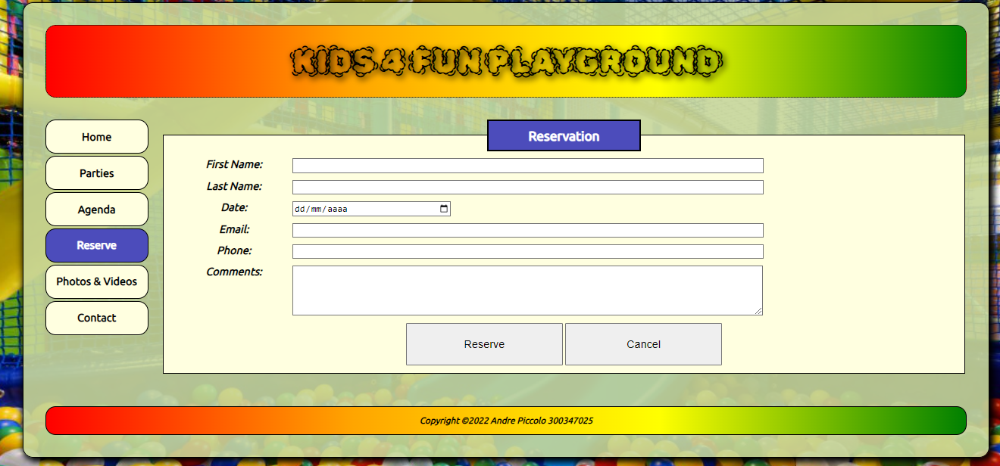 KIDS 4 FUN PLAYGROUND
Home
Parties
Agenda
Reserve
Photos & Videos
Contact
Reservation
First Name:
Last Name:
Date:
dd/mm/aaaa
Email:
Phone:
Comments:
Reserve
Cancel
Copyright ©2022 Andre Piccolo 300347025